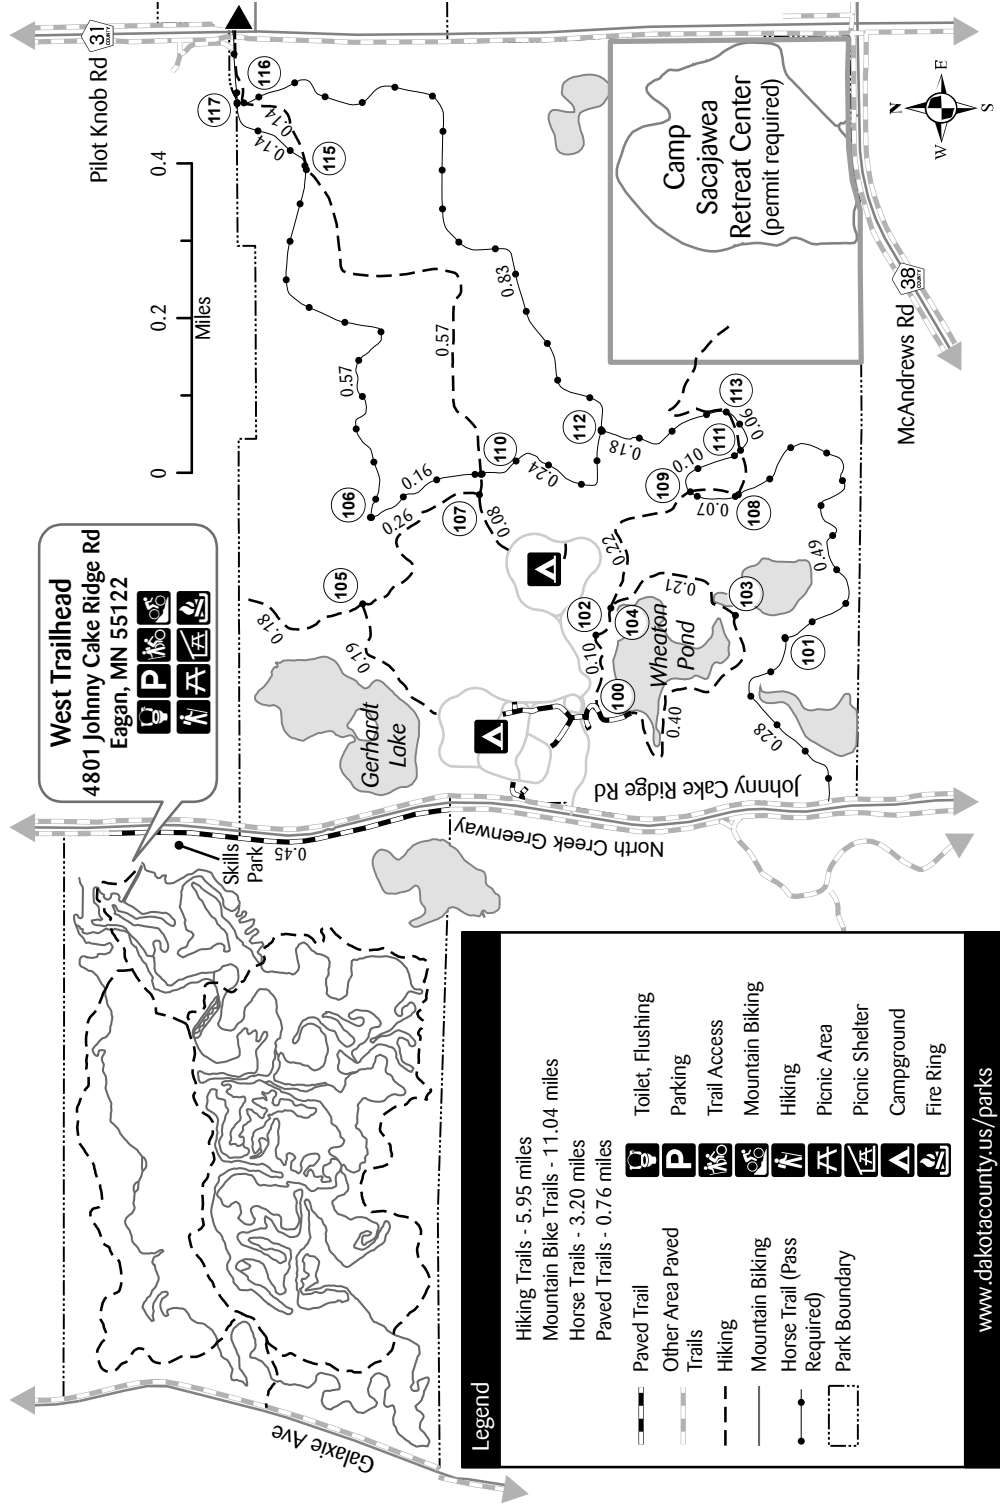 West Trailhead
4801 Johnny Cake Ridge Rd
Eagan, MN 55122
P
31
COUNTY
Pilot Knob Rd
0
0.2
0.4
Miles
N
E
S
W
Camp
Sacajawea
Retreat Center
(permit required)
McAndrews Rd
38
COUNTY
117
116
115
0.14
0.14
0.83
0.57
0.57
106
0.16
0.26
107
110
0.08
0.24
112
0.18
113
0.06
111
0.10
109
0.07
108
0.22
0.49
105
0.18
0.19
102
104
0.21
103
0.10
100
0.40
101
0.28
Gerhardt
Lake
Wheaton
Pond
Johnny Cake Ridge Rd
North Creek Greenway
Skills
Park
0.45
Galaxie Ave
Legend
Hiking Trails - 5.95 miles
Mountain Bike Trails - 11.04 miles
Horse Trails - 3.20 miles
Paved Trails - 0.76 miles
Paved Trail
Other Area Paved
Trails
Hiking
Mountain Biking
Horse Trail (Pass
Required)
Park Boundary
Toilet, Flushing
P
Parking
Trail Access
Mountain Biking
Hiking
Picnic Area
Picnic Shelter
Campground
Fire Ring
www.dakotacounty.us/parks